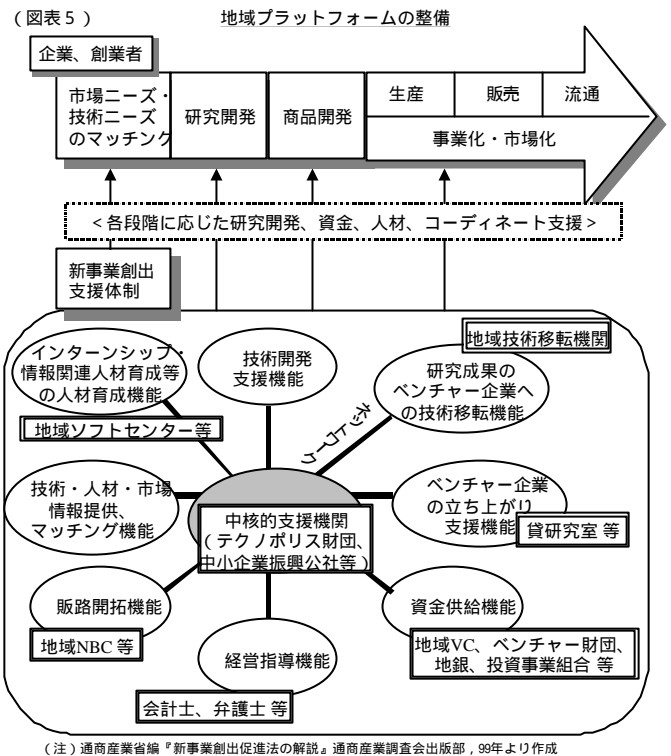 （図表５）
地域プラットフォームの整備
企業、創業者
市場ニーズ・
技術ニーズ
のマッチング
研究開発
商品開発
生産
販売
流通
事業化・市場化
＜各段階に応じた研究開発、資金、人材、コーディネート支援＞
新事業創出
支援体制
地域技術移転機関
インターンシップ・
情報関連人材育成等
の人材育成機能
技術開発
支援機能
研究成果の
ベンチャー企業へ
の技術移転機能
地域ソフトセンター等
ネットワーク
技術・人材・市場
情報提供、
マッチング機能
ベンチャー企業
の立ち上がり
支援機能
貸研究室 等
中核的支援機関
（テクノポリス財団、
中小企業振興公社等）
販路開拓機能
地域NBC 等
資金供給機能
地域VC、ベンチャー財団、
地銀、投資事業組合 等
経営指導機能
会計士、弁護士 等
（注）通商産業省編『新事業創出促進法の解説』通商産業調査会出版部，99年より作成